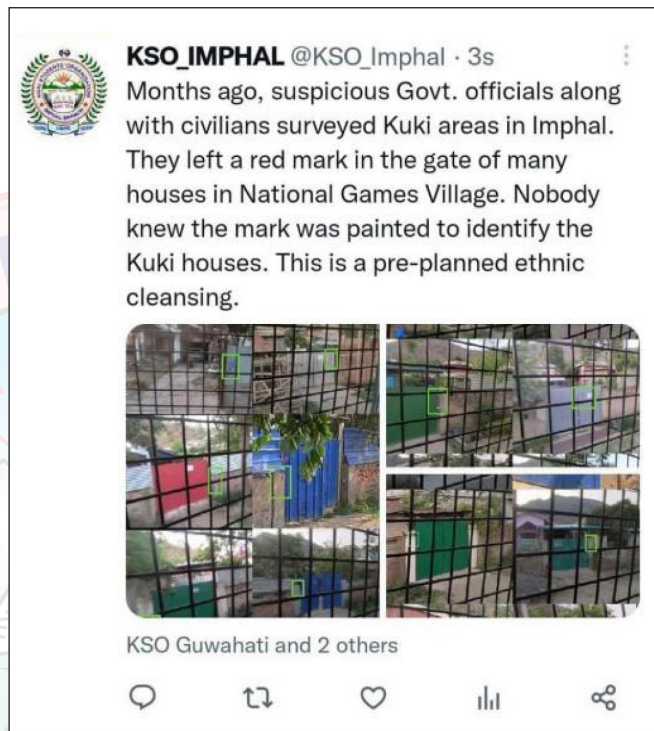 KSO_IMPHAL @KSO_Imphal · 3s
Months ago, suspicious Govt. officials along
with civilians surveyed Kuki areas in Imphal.
They left a red mark in the gate of many
houses in National Games Village. Nobody
knew the mark was painted to identify the
Kuki houses. This is a pre-planned ethnic
cleansing.
KSO Guwahati and 2 others